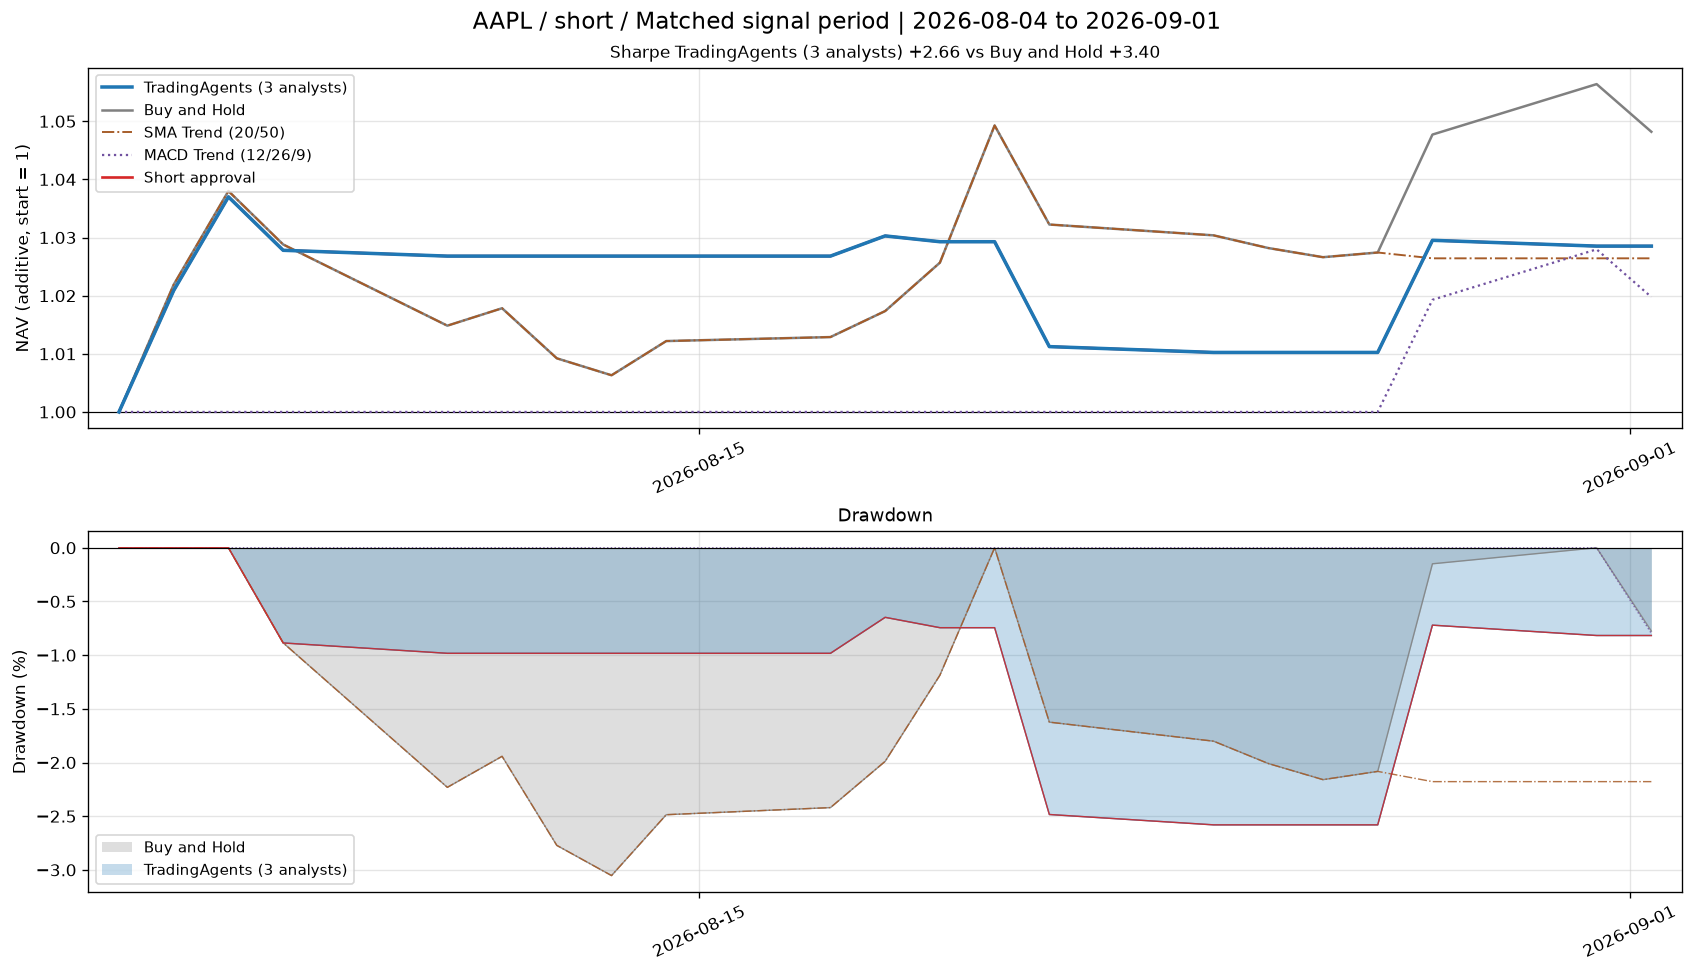 AAPL / short / Matched signal period | 2026-08-04 to 2026-09-01
Sharpe TradingAgents (3 analysts) +2.66 vs Buy and Hold +3.40
TradingAgents (3 analysts)
Buy and Hold
SMA Trend (20/50)
MACD Trend (12/26/9)
Short approval
NAV (additive, start = 1)
1.05
1.04
1.03
1.02
1.01
1.00
2026-08-15
2026-09-01
Drawdown
Drawdown (%)
0.0
−0.5
−1.0
−1.5
−2.0
−2.5
−3.0
Buy and Hold
TradingAgents (3 analysts)
2026-08-15
2026-09-01